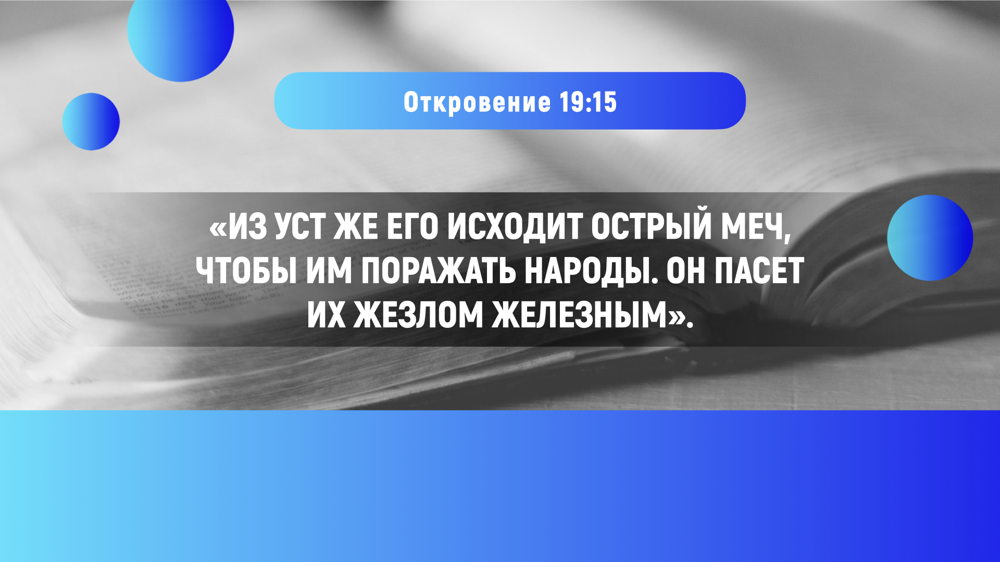 Откровение 19:15
«ИЗ УСТ ЖЕ ЕГО ИСХОДИТ ОСТРЫЙ МЕЧ,
ЧТОБЫ ИМ ПОРАЖАТЬ НАРОДЫ. ОН ПАСЕТ
ИХ ЖЕЗЛОМ ЖЕЛЕЗНЫМ».